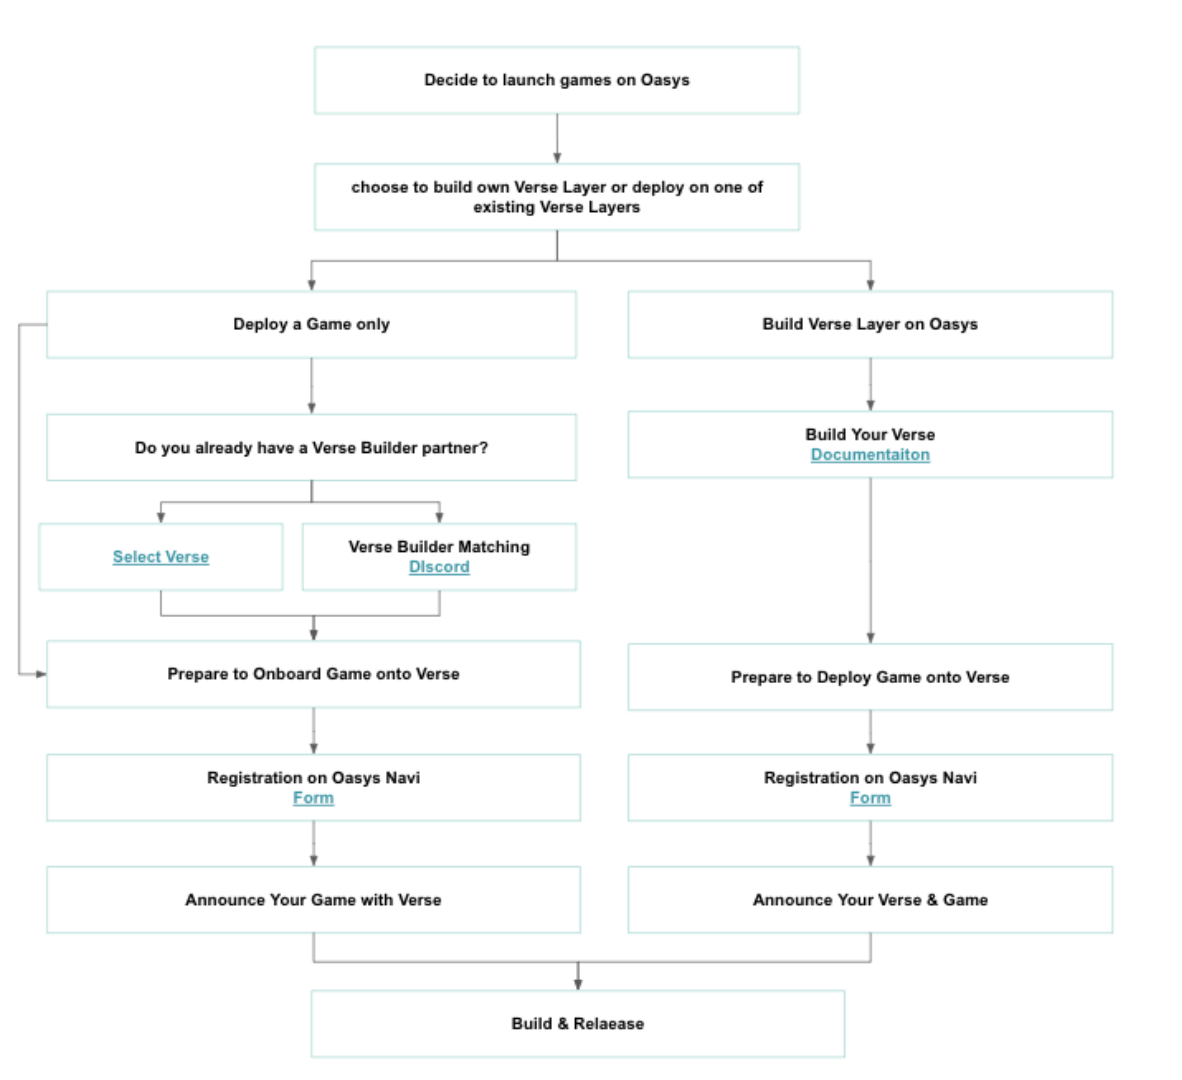 Decide to launch games on Oasys
choose to build own Verse Layer or deploy on one of
existing Verse Layers
Deploy a Game only
Build Verse Layer on Oasys
Do you already have a Verse Builder partner?
Build Your Verse
Documentaiton
Select Verse
Verse Builder Matching
DIscord
Prepare to Onboard Game onto Verse
Prepare to Deploy Game onto Verse
Registration on Oasys Navi
Form
Registration on Oasys Navi
Form
Announce Your Game with Verse
Announce Your Verse & Game
Build & Relaease